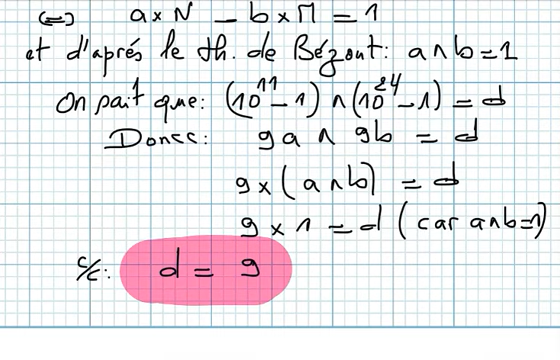 (⇔) a×N − b×M = 1
et d'après le th. de Bézout: a∧b=1
On sait que: (10¹¹−1) ∧ (10²⁴−1) = d
Donc: 9a ∧ 9b = d
9×(a∧b) = d
9 × 1 = d (car a∧b=1)
C/C: d = 9